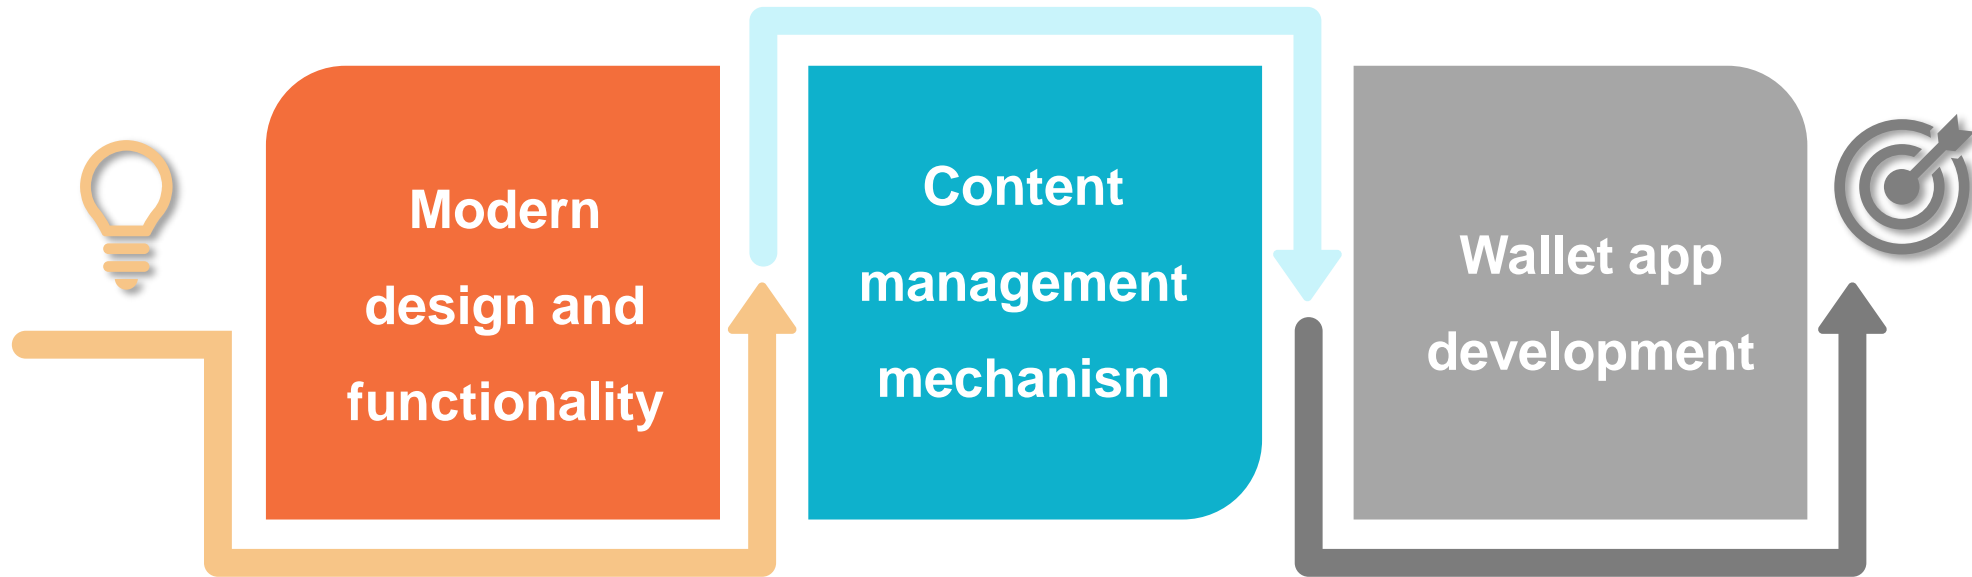 Modern
design and
functionality
Content
management
mechanism
Wallet app
development